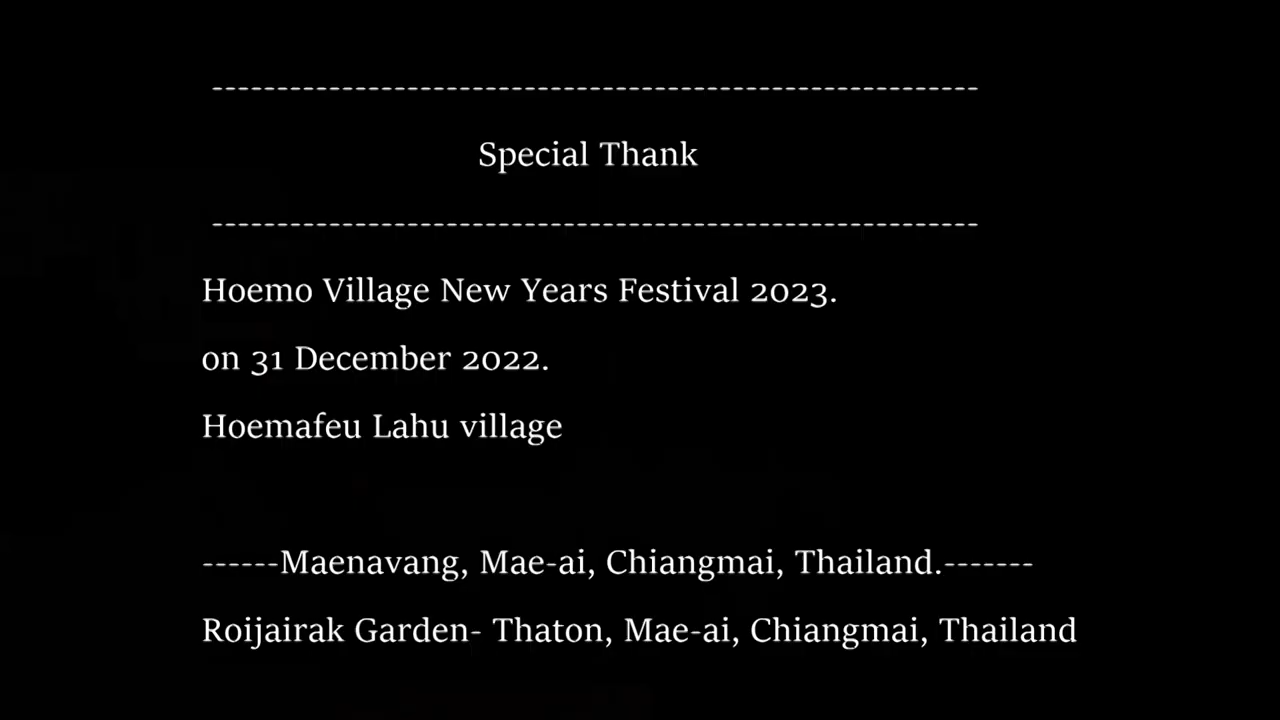 -----------------------------------------------------------
Special Thank
-----------------------------------------------------------
Hoemo Village New Years Festival 2023.
on 31 December 2022.
Hoemafeu Lahu village
------Maenavang, Mae-ai, Chiangmai, Thailand.-------
Roijairak Garden- Thaton, Mae-ai, Chiangmai, Thailand